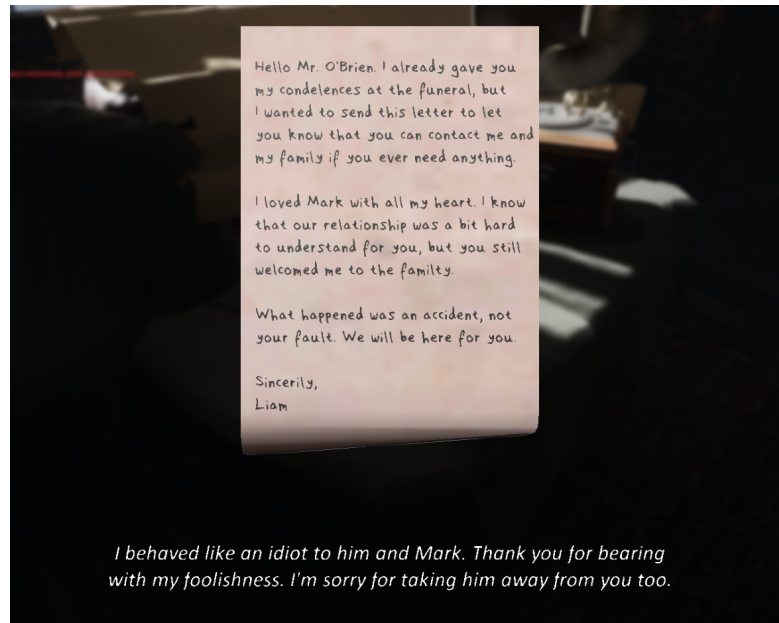 Hello Mr. O'Brien. I already gave you
my condelences at the funeral, but
I wanted to send this letter to let
you know that you can contact me and
my family if you ever need anything.
I loved Mark with all my heart. I know
that our relationship was a bit hard
to understand for you, but you still
welcomed me to the familty.
What happened was an accident, not
your fault. We will be here for you.
Sincerily,
Liam
I behaved like an idiot to him and Mark. Thank you for bearing
with my foolishness. I'm sorry for taking him away from you too.